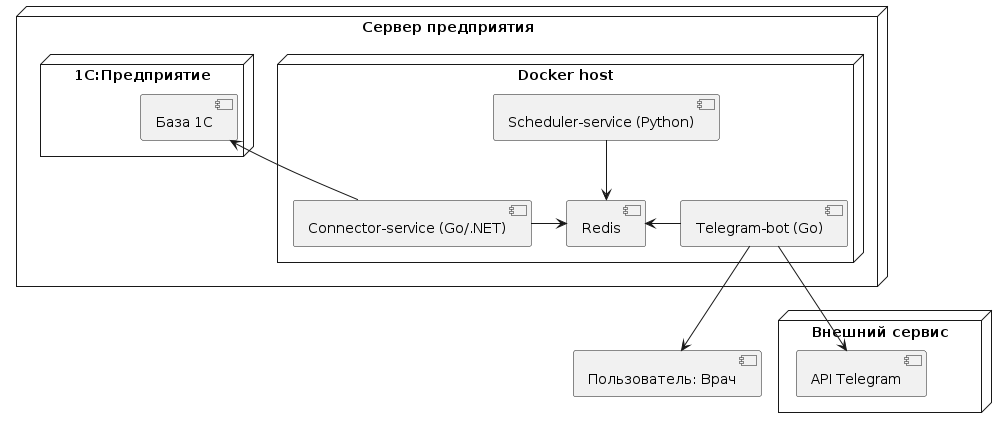 Сервер предприятия
1С:Предприятие
База 1С
Docker host
Scheduler-service (Python)
Connector-service (Go/.NET)
Redis
Telegram-bot (Go)
Пользователь: Врач
Внешний сервис
API Telegram